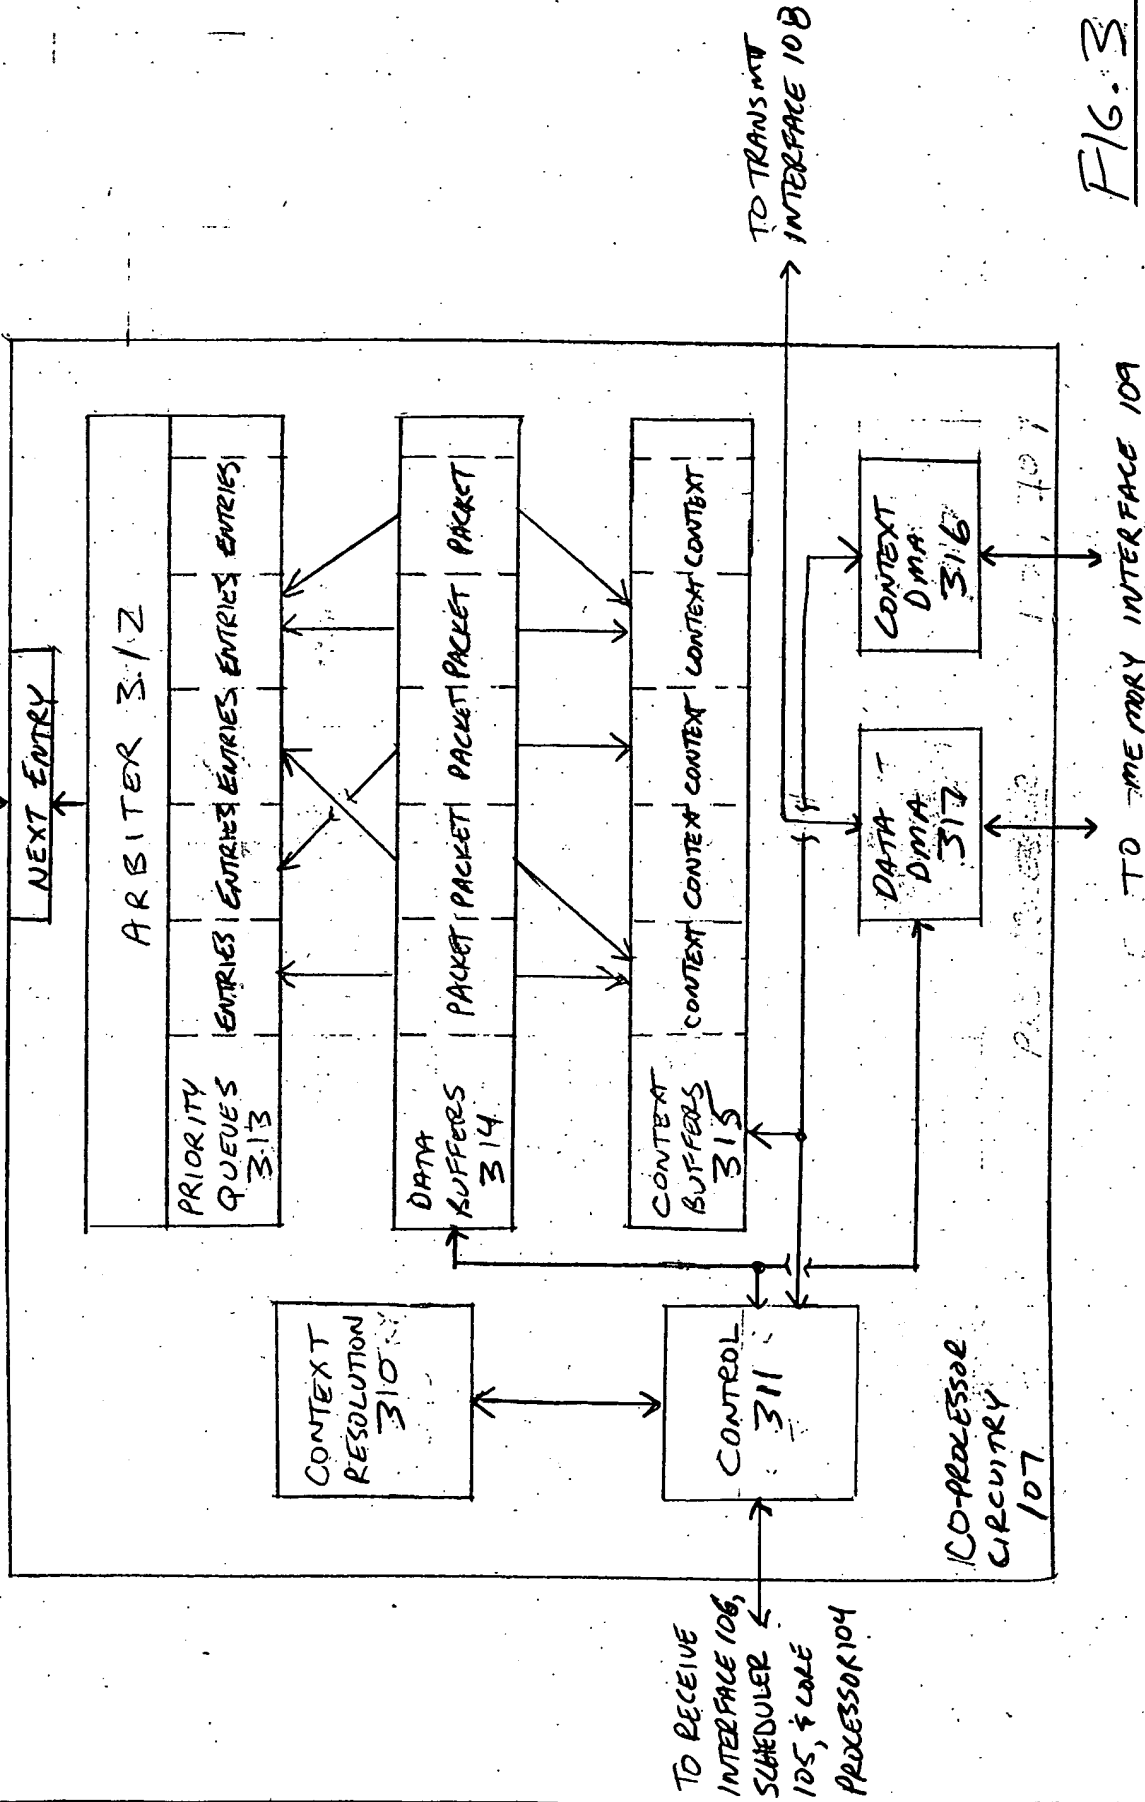 NEXT ENTRY
ARBITER 312
PRIORITY
QUEUES
313
ENTRIES ENTRIES ENTRIES ENTRIES ENTRIES
DATA
BUFFERS
314
PACKET PACKET PACKET PACKET PACKET
CONTEXT
BUFFERS
315
CONTEXT CONTEXT CONTEXT CONTEXT CONTEXT
CONTEXT
RESOLUTION
310
CONTROL
311
DATA
DMA
317
CONTEXT
DMA
316
CO-PROCESSOR
CIRCUITRY
107
TO RECEIVE
INTERFACE 106,
SCHEDULER
105, & CORE
PROCESSOR 104
TO TRANSMIT
INTERFACE 108
TO MEMORY INTERFACE 109
FIG. 3